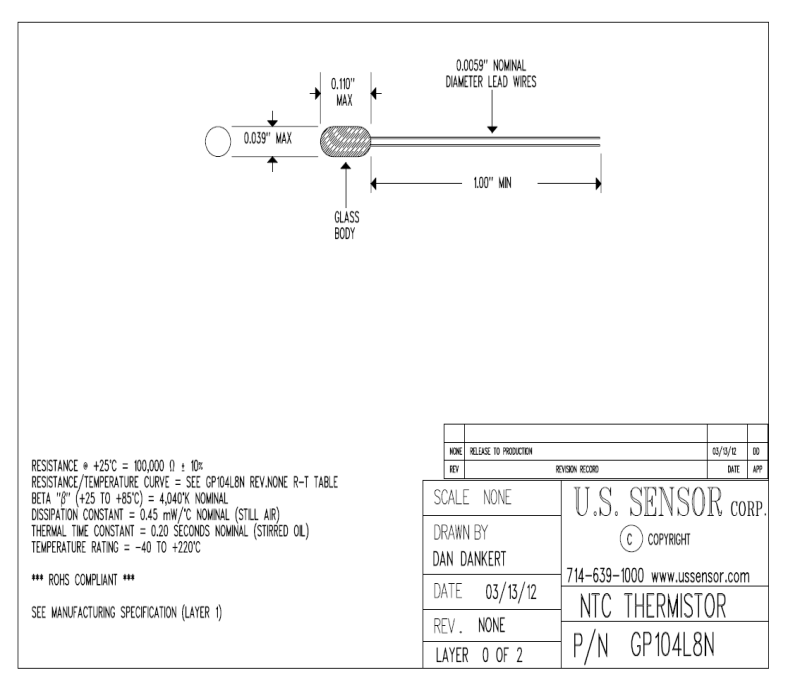 0.0059" NOMINAL
DIAMETER LEAD WIRES
0.110"
MAX
0.039" MAX
1.00" MIN
GLASS
BODY
RESISTANCE @ +25°C = 100,000 Ω ± 10%
RESISTANCE/TEMPERATURE CURVE = SEE GP104L8N REV.NONE R-T TABLE
BETA "β" (+25 TO +85°C) = 4,040°K NOMINAL
DISSIPATION CONSTANT = 0.45 mW/°C NOMINAL (STILL AIR)
THERMAL TIME CONSTANT = 0.20 SECONDS NOMINAL (STIRRED OIL)
TEMPERATURE RATING = -40 TO +220°C
*** ROHS COMPLIANT ***
SEE MANUFACTURING SPECIFICATION (LAYER 1)
NONE RELEASE TO PRODUCTION 03/13/12 DD
REV REVISION RECORD DATE APP
SCALE NONE
DRAWN BY
DAN DANKERT
DATE 03/13/12
REV. NONE
LAYER 0 OF 2
U.S. SENSOR CORP.
C COPYRIGHT
714-639-1000 www.ussensor.com
NTC THERMISTOR
P/N GP104L8N